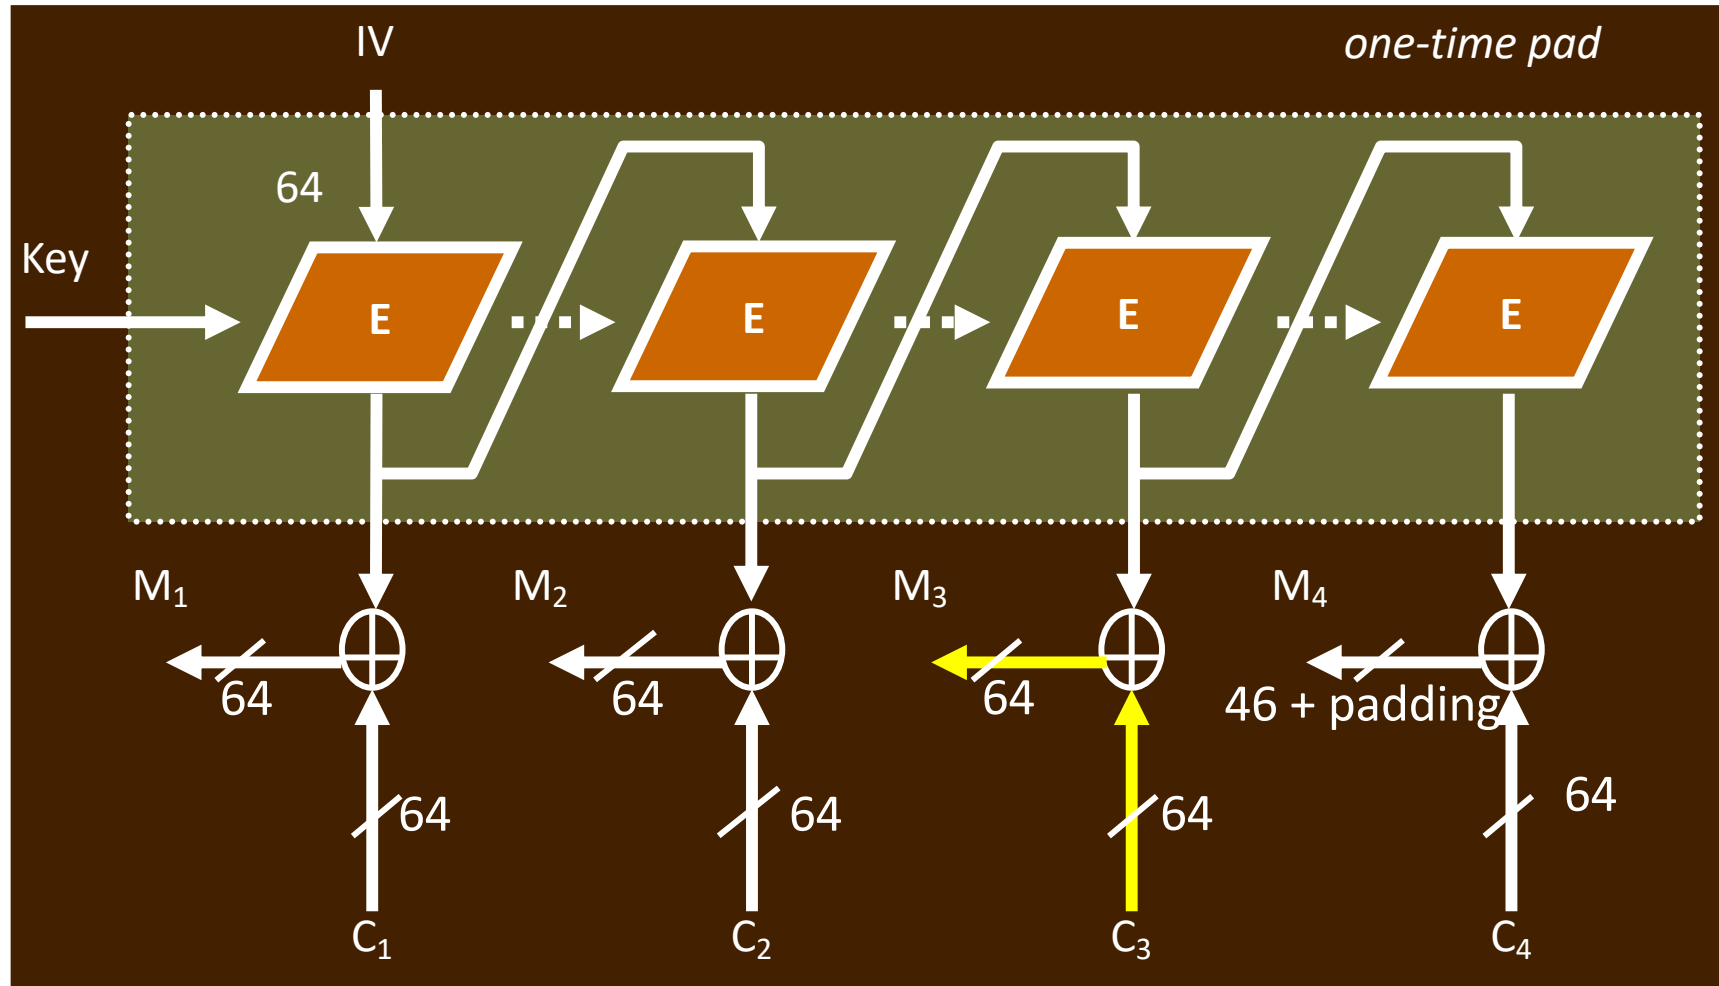 IV
one-time pad
64
Key
E
E
E
E
M₁
M₂
M₃
M₄
64
64
64
46 + padding
64
64
64
64
C₁
C₂
C₃
C₄